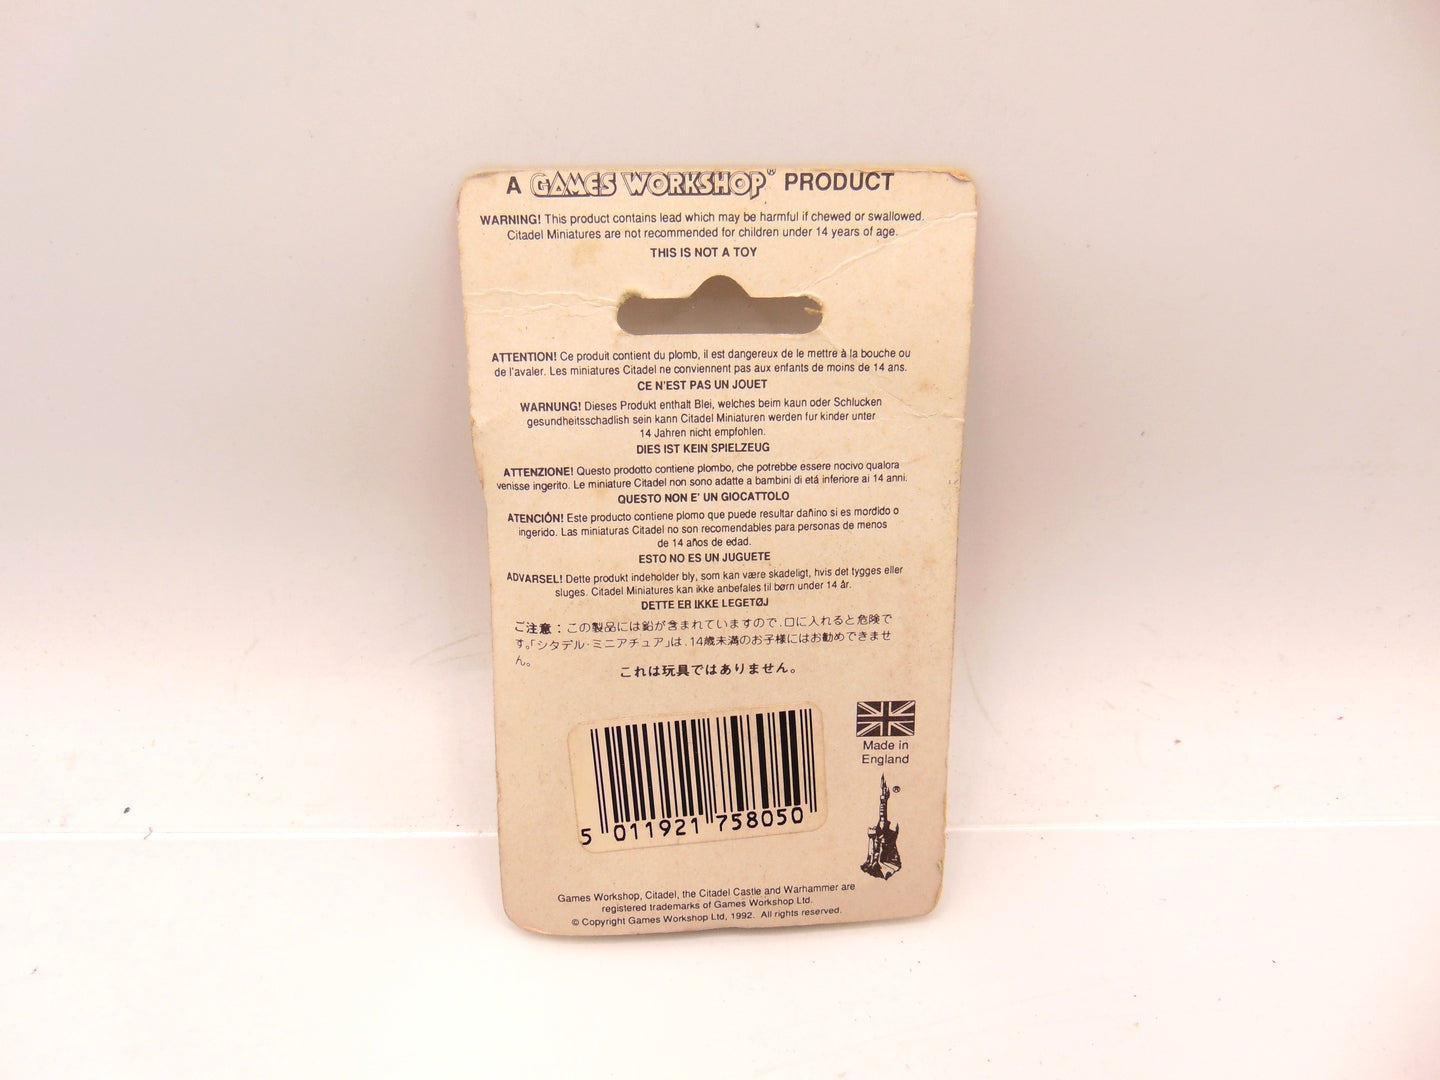 A GAMES WORKSHOP® PRODUCT
WARNING! This product contains lead which may be harmful if chewed or swallowed.
Citadel Miniatures are not recommended for children under 14 years of age.
THIS IS NOT A TOY
ATTENTION! Ce produit contient du plomb, il est dangereux de le mettre à la bouche ou
de l'avaler. Les miniatures Citadel ne conviennent pas aux enfants de moins de 14 ans.
CE N'EST PAS UN JOUET
WARNUNG! Dieses Produkt enthalt Blei, welches beim kaun oder Schlucken
gesundheitsschadlish sein kann Citadel Miniaturen werden fur kinder unter
14 Jahren nicht empfohlen.
DIES IST KEIN SPIELZEUG
ATTENZIONE! Questo prodotto contiene plombo, che potrebbe essere nocivo qualora
venisse ingerito. Le miniature Citadel non sono adatte a bambini di etá inferiore ai 14 anni.
QUESTO NON E' UN GIOCATTOLO
ATENCIÓN! Este producto contiene plomo que puede resultar dañino si es mordido o
ingerido. Las miniaturas Citadel no son recomendables para personas de menos
de 14 años de edad.
ESTO NO ES UN JUGUETE
ADVARSEL! Dette produkt indeholder bly, som kan være skadeligt, hvis det tygges eller
sluges. Citadel Miniatures kan ikke anbefales til børn under 14 år.
DETTE ER IKKE LEGETØJ
ご注意：この製品には鉛が含まれていますので、口に入れると危険で
す。「シタデル・ミニアチュア」は、14歳未満のお子様にはお勧めできませ
ん。
これは玩具ではありません。
Made in
England
®
5 011921 758050
Games Workshop, Citadel, the Citadel Castle and Warhammer are
registered trademarks of Games Workshop Ltd.
© Copyright Games Workshop Ltd, 1992. All rights reserved.